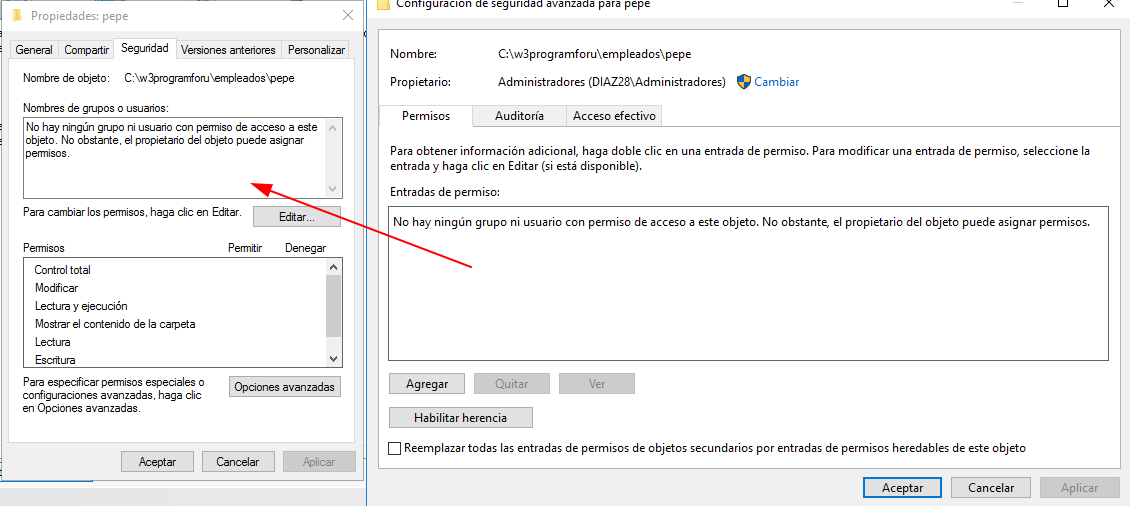 Propiedades: pepe
General
Compartir
Seguridad
Versiones anteriores
Personalizar
Nombre de objeto: C:\w3programforu\empleados\pepe
Nombres de grupos o usuarios:
No hay ningún grupo ni usuario con permiso de acceso a este
objeto. No obstante, el propietario del objeto puede asignar
permisos.
Para cambiar los permisos, haga clic en Editar.
Editar...
Permisos Permitir Denegar
Control total
Modificar
Lectura y ejecución
Mostrar el contenido de la carpeta
Lectura
Escritura
Para especificar permisos especiales o
configuraciones avanzadas, haga clic
en Opciones avanzadas.
Opciones avanzadas
Aceptar
Cancelar
Aplicar
Configuración de seguridad avanzada para pepe
Nombre: C:\w3programforu\empleados\pepe
Propietario: Administradores (DIAZ28\Administradores) Cambiar
Permisos
Auditoría
Acceso efectivo
Para obtener información adicional, haga doble clic en una entrada de permiso. Para modificar una entrada de permiso, seleccione la
entrada y haga clic en Editar (si está disponible).
Entradas de permiso:
No hay ningún grupo ni usuario con permiso de acceso a este objeto. No obstante, el propietario del objeto puede asignar permisos.
Agregar
Quitar
Ver
Habilitar herencia
Reemplazar todas las entradas de permisos de objetos secundarios por entradas de permisos heredables de este objeto
Aceptar
Cancelar
Aplicar